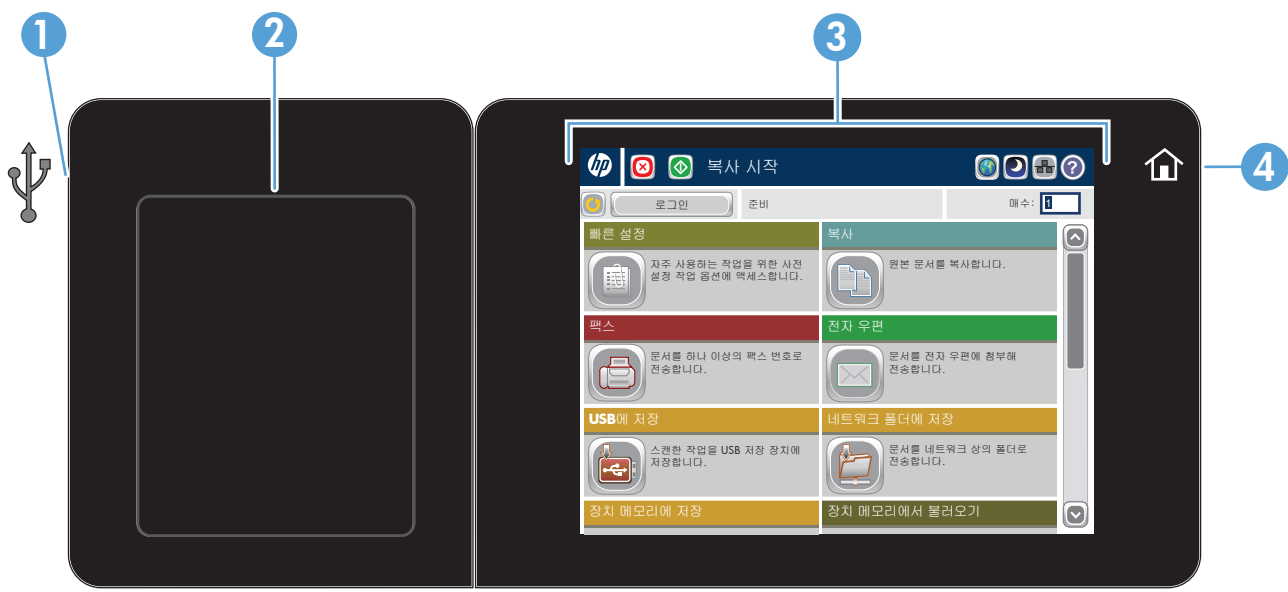 1
2
3
4
hp
복사 시작
?
로그인
준비
매수: 1
빠른 설정
복사
자주 사용하는 작업을 위한 사전
설정 작업 옵션에 액세스합니다.
원본 문서를 복사합니다.
팩스
전자 우편
문서를 하나 이상의 팩스 번호로
전송합니다.
문서를 전자 우편에 첨부해
전송합니다.
USB에 저장
네트워크 폴더에 저장
스캔한 작업을 USB 저장 장치에
저장합니다.
문서를 네트워크 상의 폴더로
전송합니다.
장치 메모리에 저장
장치 메모리에서 불러오기